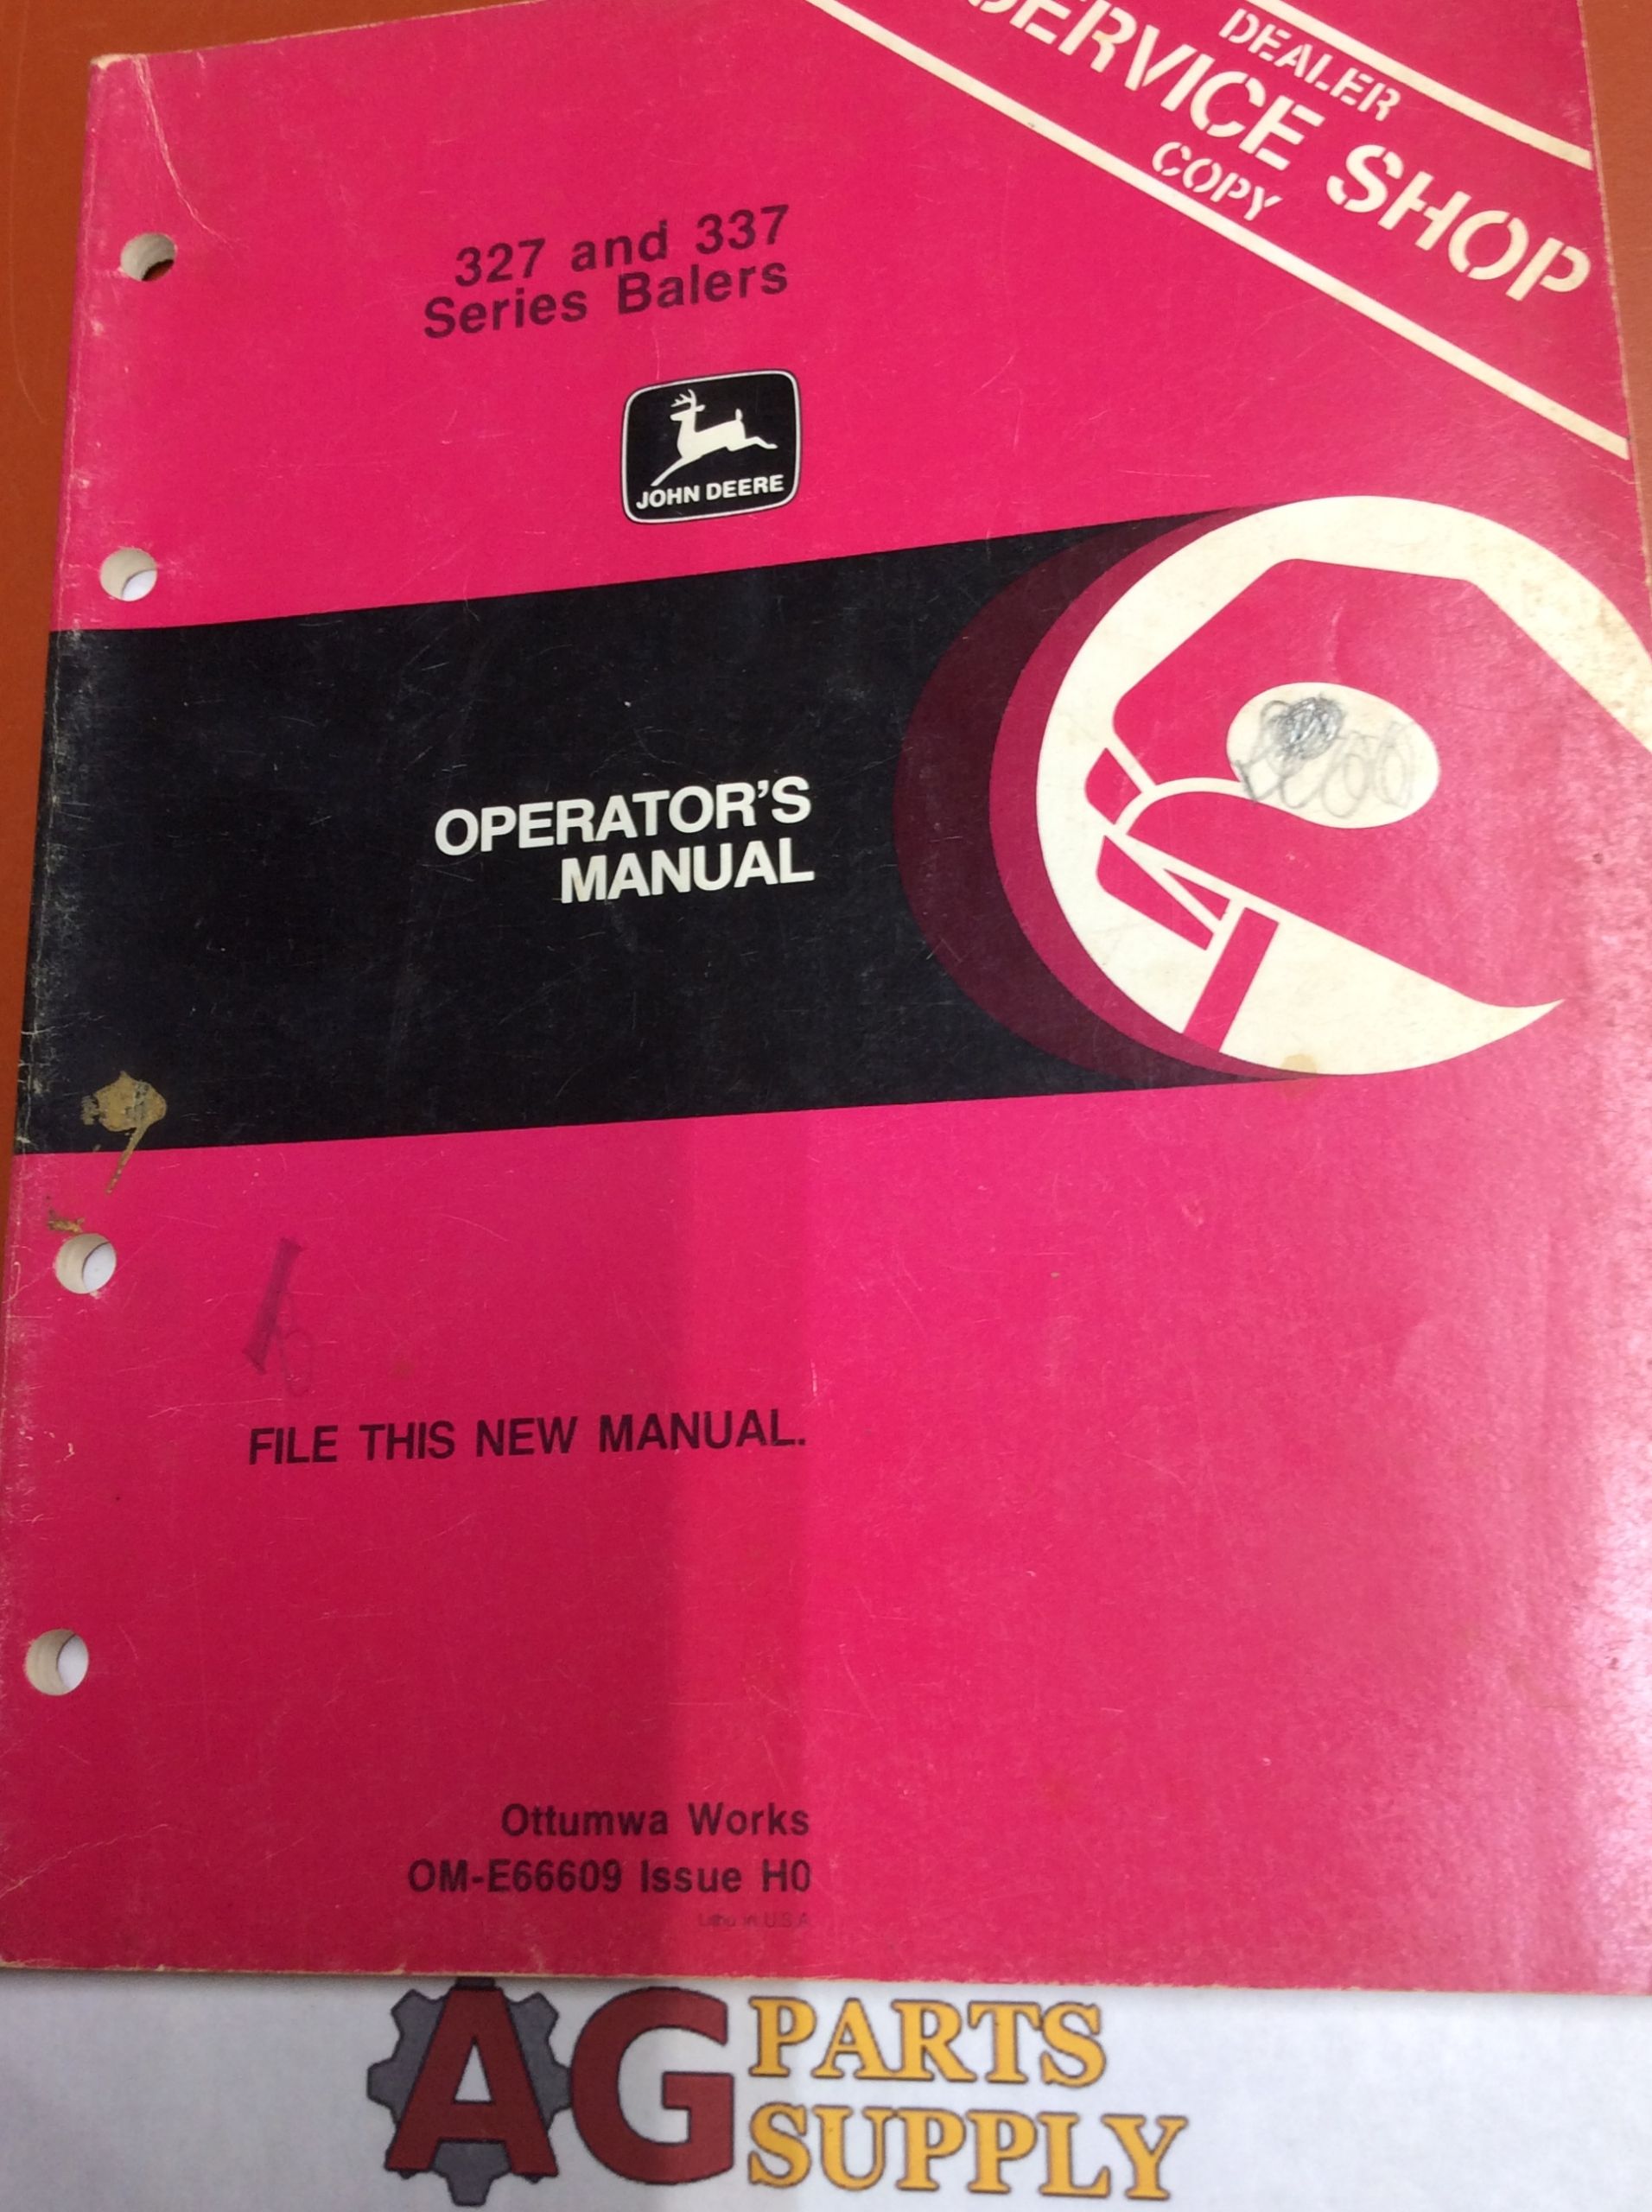 DEALER
SERVICE SHOP
COPY
327 and 337
Series Balers
JOHN DEERE
OPERATOR'S
MANUAL
FILE THIS NEW MANUAL.
Ottumwa Works
OM-E66609 Issue H0
Litho in U.S.A.
AG PARTS
SUPPLY